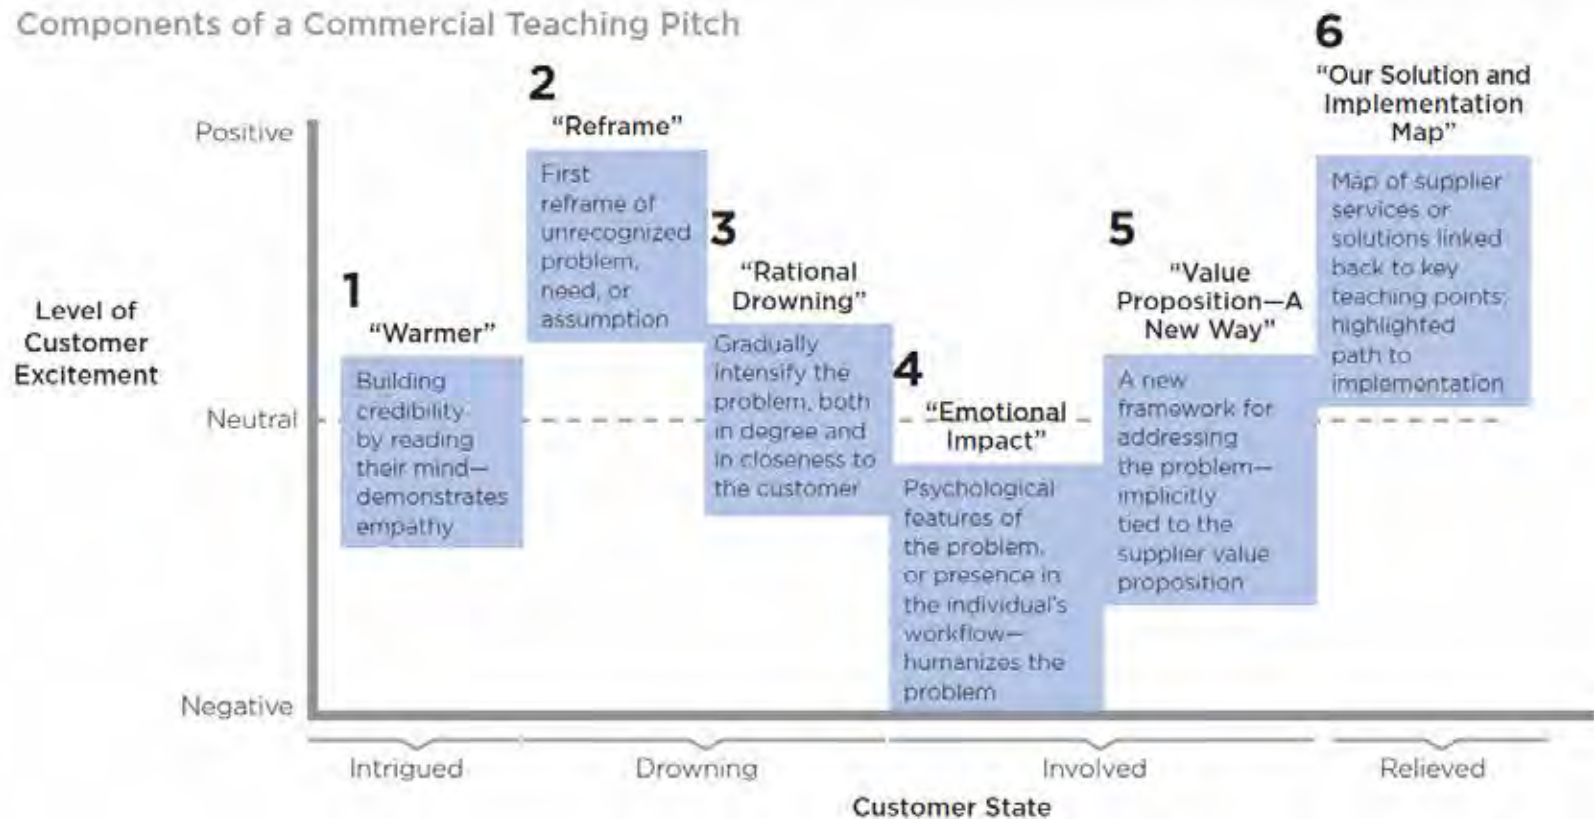 Components of a Commercial Teaching Pitch
Level of
Customer
Excitement
Positive
Neutral
Negative
1
"Warmer"
Building
credibility
by reading
their mind—
demonstrates
empathy
2
"Reframe"
First
reframe of
unrecognized
problem,
need, or
assumption
3
"Rational
Drowning"
Gradually
intensify the
problem, both
in degree and
in closeness to
the customer
4
"Emotional
Impact"
Psychological
features of
the problem,
or presence in
the individual's
workflow—
humanizes the
problem
5
"Value
Proposition—A
New Way"
A new
framework for
addressing
the problem—
implicitly
tied to the
supplier value
proposition
6
"Our Solution and
Implementation
Map"
Map of supplier
services or
solutions linked
back to key
teaching points;
highlighted
path to
implementation
Intrigued
Drowning
Involved
Relieved
Customer State